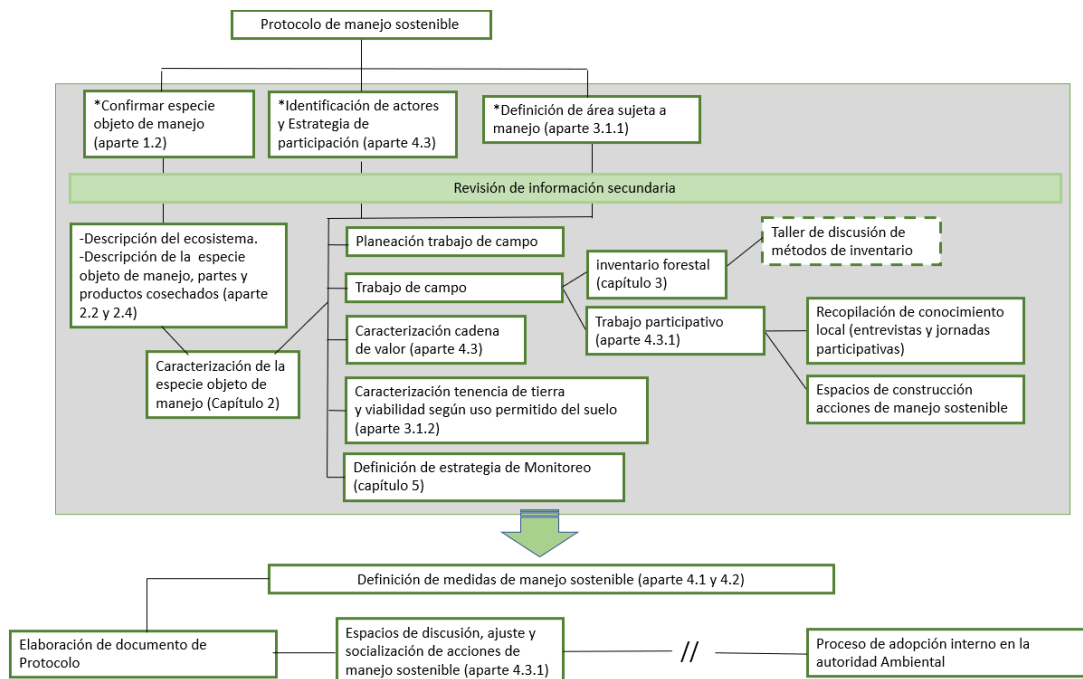 Protocolo de manejo sostenible
*Confirmar especie
objeto de manejo
(aparte 1.2)
*Identificación de actores
y Estrategia de
participación (aparte 4.3)
*Definición de área sujeta a
manejo (aparte 3.1.1)
Revisión de información secundaria
-Descripción del ecosistema.
-Descripción de la especie
objeto de manejo, partes y
productos cosechados (aparte
2.2 y 2.4)
Caracterización de la
especie objeto de
manejo (Capítulo 2)
Planeación trabajo de campo
Trabajo de campo
Caracterización cadena
de valor (aparte 4.3)
Caracterización tenencia de tierra
y viabilidad según uso permitido del suelo
(aparte 3.1.2)
Definición de estrategia de Monitoreo
(capítulo 5)
inventario forestal
(capítulo 3)
Trabajo participativo
(aparte 4.3.1)
Taller de discusión de
métodos de inventario
Recopilación de conocimiento
local (entrevistas y jornadas
participativas)
Espacios de construcción
acciones de manejo sostenible
Definición de medidas de manejo sostenible (aparte 4.1 y 4.2)
Elaboración de documento de
Protocolo
Espacios de discusión, ajuste y
socialización de acciones de
manejo sostenible (aparte 4.3.1)
//
Proceso de adopción interno en la
autoridad Ambiental